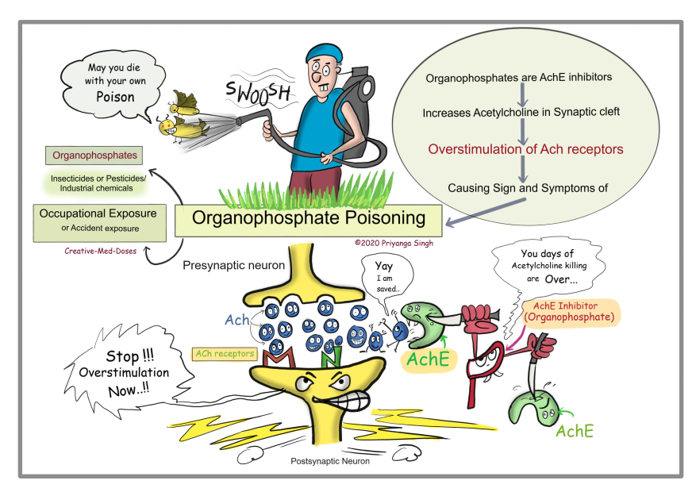 May you die
with your own
Poison
SWOOSH
Organophosphates are AchE inhibitors
Increases Acetylcholine in Synaptic cleft
Overstimulation of Ach receptors
Causing Sign and Symptoms of
Organophosphates
Insecticides or Pesticides/
Industrial chemicals
Occupational Exposure
or Accident exposure
Creative-Med-Doses
Organophosphate Poisoning
©2020 Priyanga Singh
Presynaptic neuron
Yay
I am
saved..
You days of
Acetylcholine killing
are Over...
AchE Inhibitor
(Organophosphate)
Ach
ACh receptors
M N
AchE
Stop !!!
Overstimulation
Now..!!
AchE
Postsynaptic Neuron